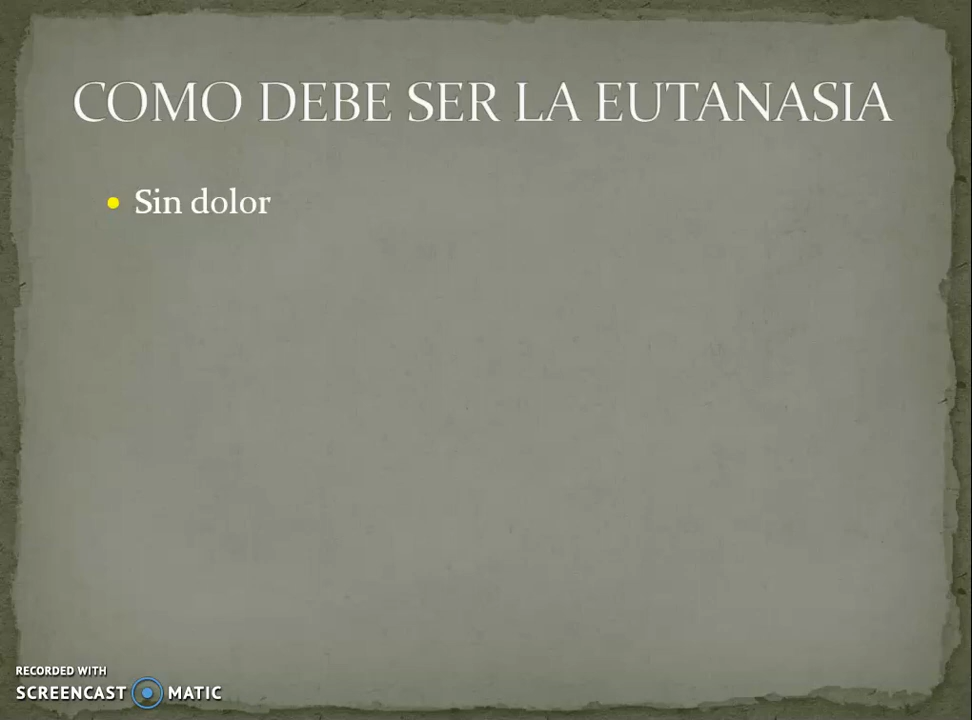 COMO DEBE SER LA EUTANASIA
Sin dolor
RECORDED WITH
SCREENCAST MATIC